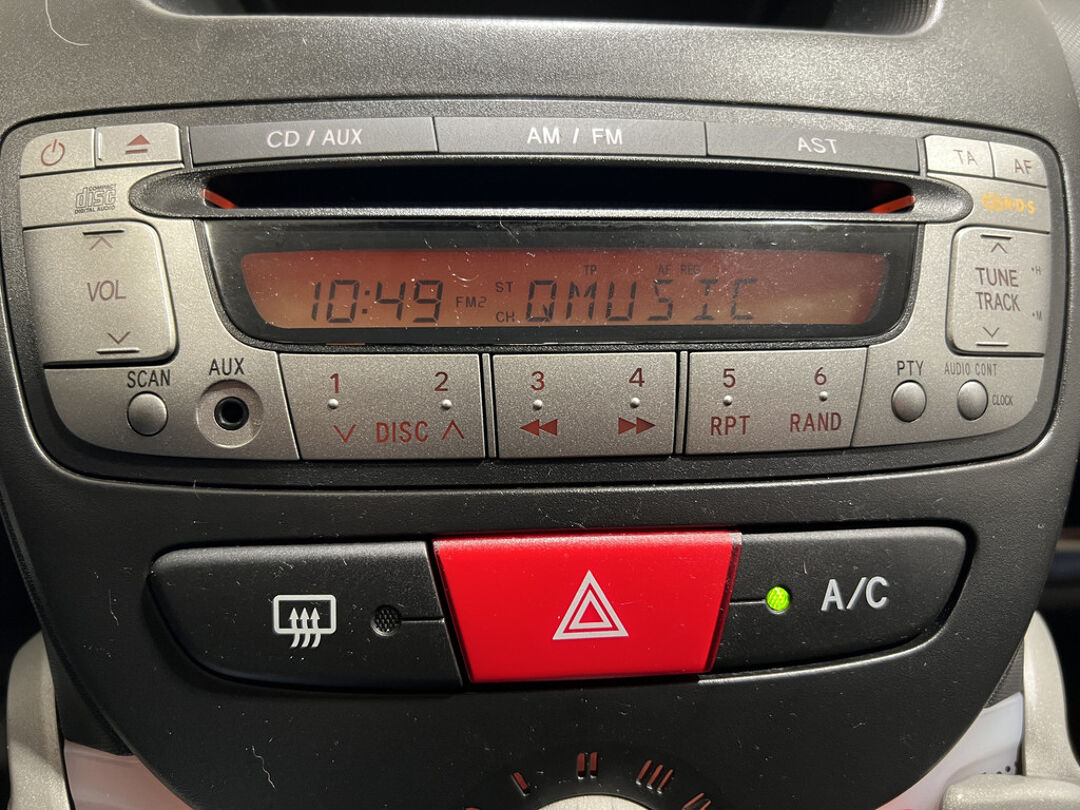 CD / AUX AM / FM AST TA AF
COMPACT
disc
DIGITAL AUDIO
R·D·S
VOL
TP AF REG
10:49 FM2 ST CH QMUSIC
TUNE
TRACK
H
M
SCAN AUX
1 2 3 4 5 6
DISC RPT RAND
PTY AUDIO CONT
CLOCK
A/C